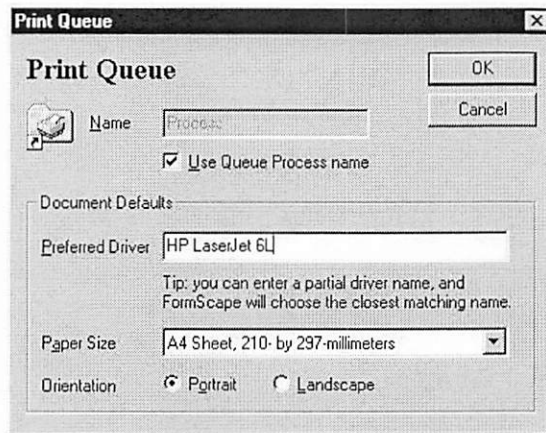 Print Queue
Print Queue
OK
Name
Process
Cancel
Use Queue Process name
Document Defaults
Preferred Driver
HP LaserJet 6L
Tip: you can enter a partial driver name, and
FormScape will choose the closest matching name.
Paper Size
A4 Sheet, 210- by 297-millimeters
Orientation
Portrait
Landscape